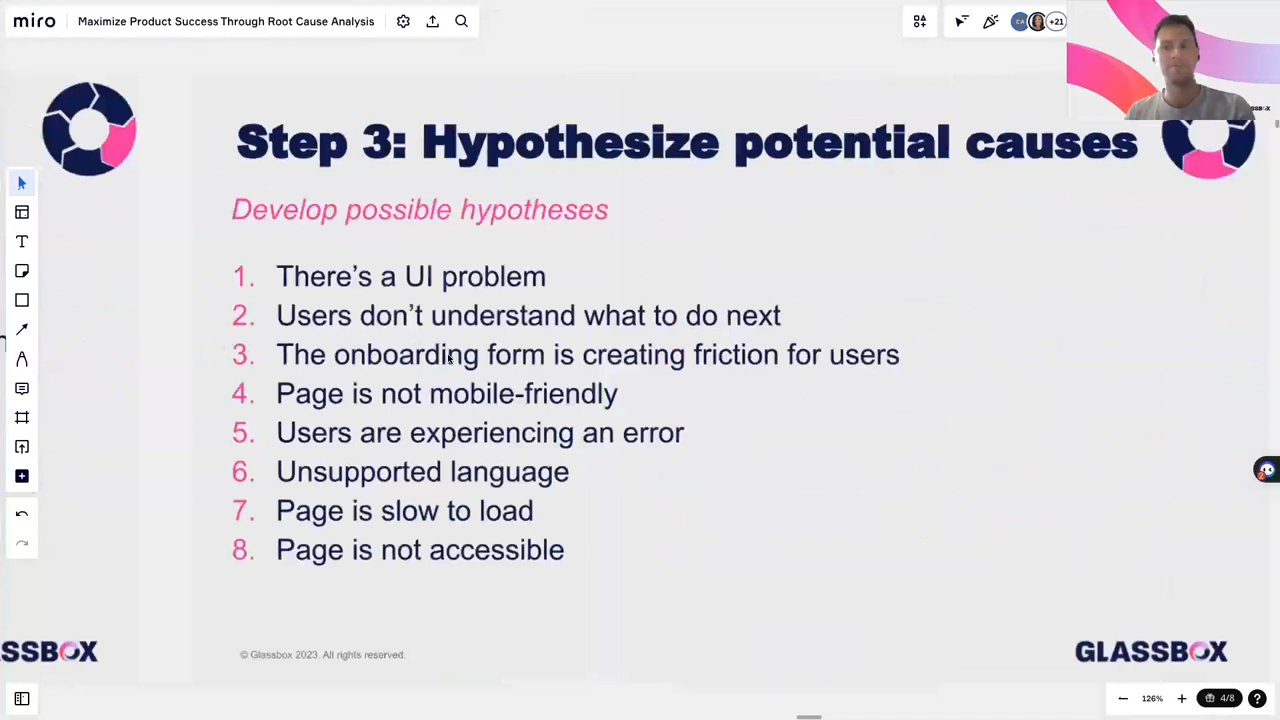 miro
Maximize Product Success Through Root Cause Analysis
CA
+21
Step 3: Hypothesize potential causes
Develop possible hypotheses
1. There’s a UI problem
2. Users don’t understand what to do next
3. The onboarding form is creating friction for users
4. Page is not mobile-friendly
5. Users are experiencing an error
6. Unsupported language
7. Page is slow to load
8. Page is not accessible
SSBOX
© Glassbox 2023. All rights reserved.
GLASSBOX
126%
4/8